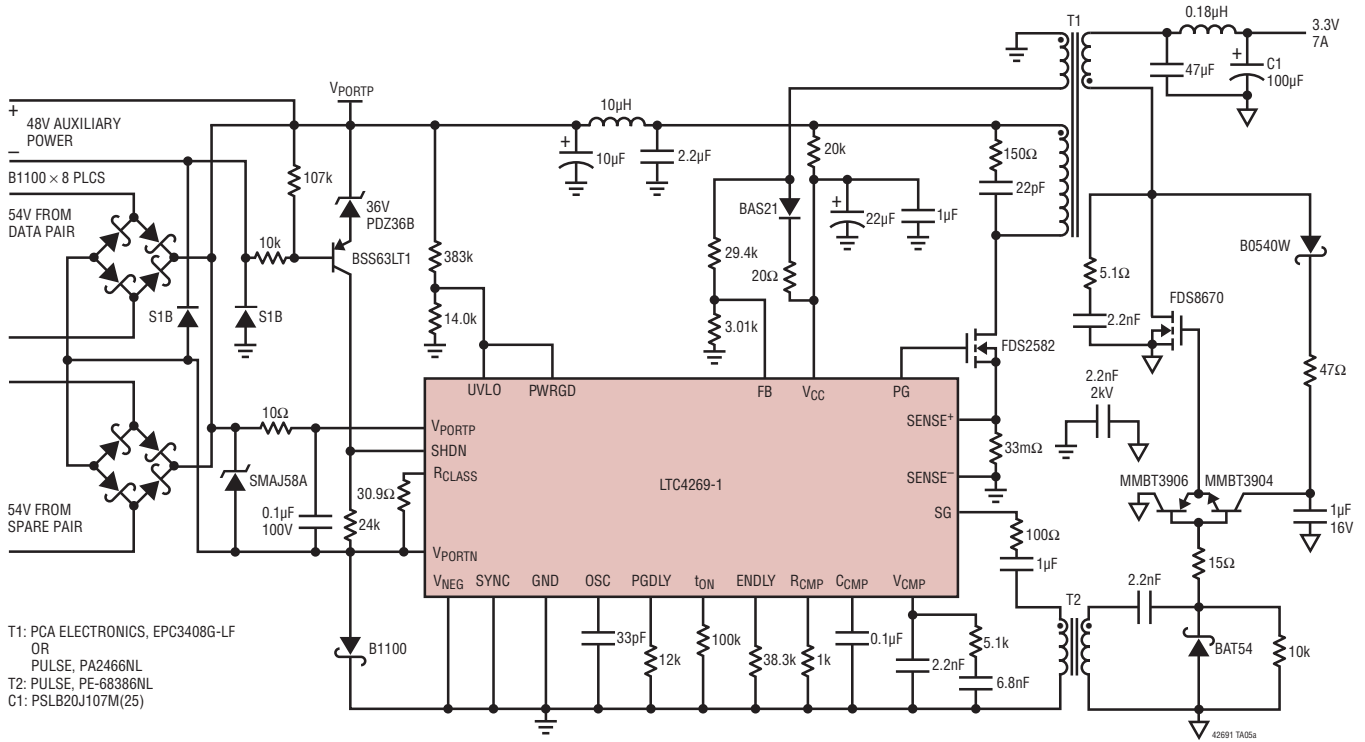 T1
0.18µH
3.3V
7A
47µF
+
C1
100µF
VPORTP
10µH
+
48V AUXILIARY
POWER
–
B1100 × 8 PLCS
54V FROM
DATA PAIR
107k
36V
PDZ36B
10k
BSS63LT1
S1B
S1B
383k
14.0k
+
10µF
2.2µF
20k
BAS21
+
22µF
1µF
29.4k
20Ω
3.01k
150Ω
22pF
5.1Ω
2.2nF
FDS8670
B0540W
47Ω
FDS2582
2.2nF
2kV
UVLO
PWRGD
FB
VCC
PG
10Ω
VPORTP
SHDN
RCLASS
SENSE+
33mΩ
SENSE–
LTC4269-1
SG
SMAJ58A
30.9Ω
0.1µF
100V
24k
54V FROM
SPARE PAIR
VPORTN
MMBT3906
MMBT3904
1µF
16V
100Ω
1µF
15Ω
VNEG
SYNC
GND
OSC
PGDLY
tON
ENDLY
RCMP
CCMP
VCMP
2.2nF
T2
B1100
33pF
12k
100k
38.3k
1k
0.1µF
2.2nF
5.1k
6.8nF
BAT54
10k
T1: PCA ELECTRONICS, EPC3408G-LF
OR
PULSE, PA2466NL
T2: PULSE, PE-68386NL
C1: PSLB20J107M(25)
42691 TA05a